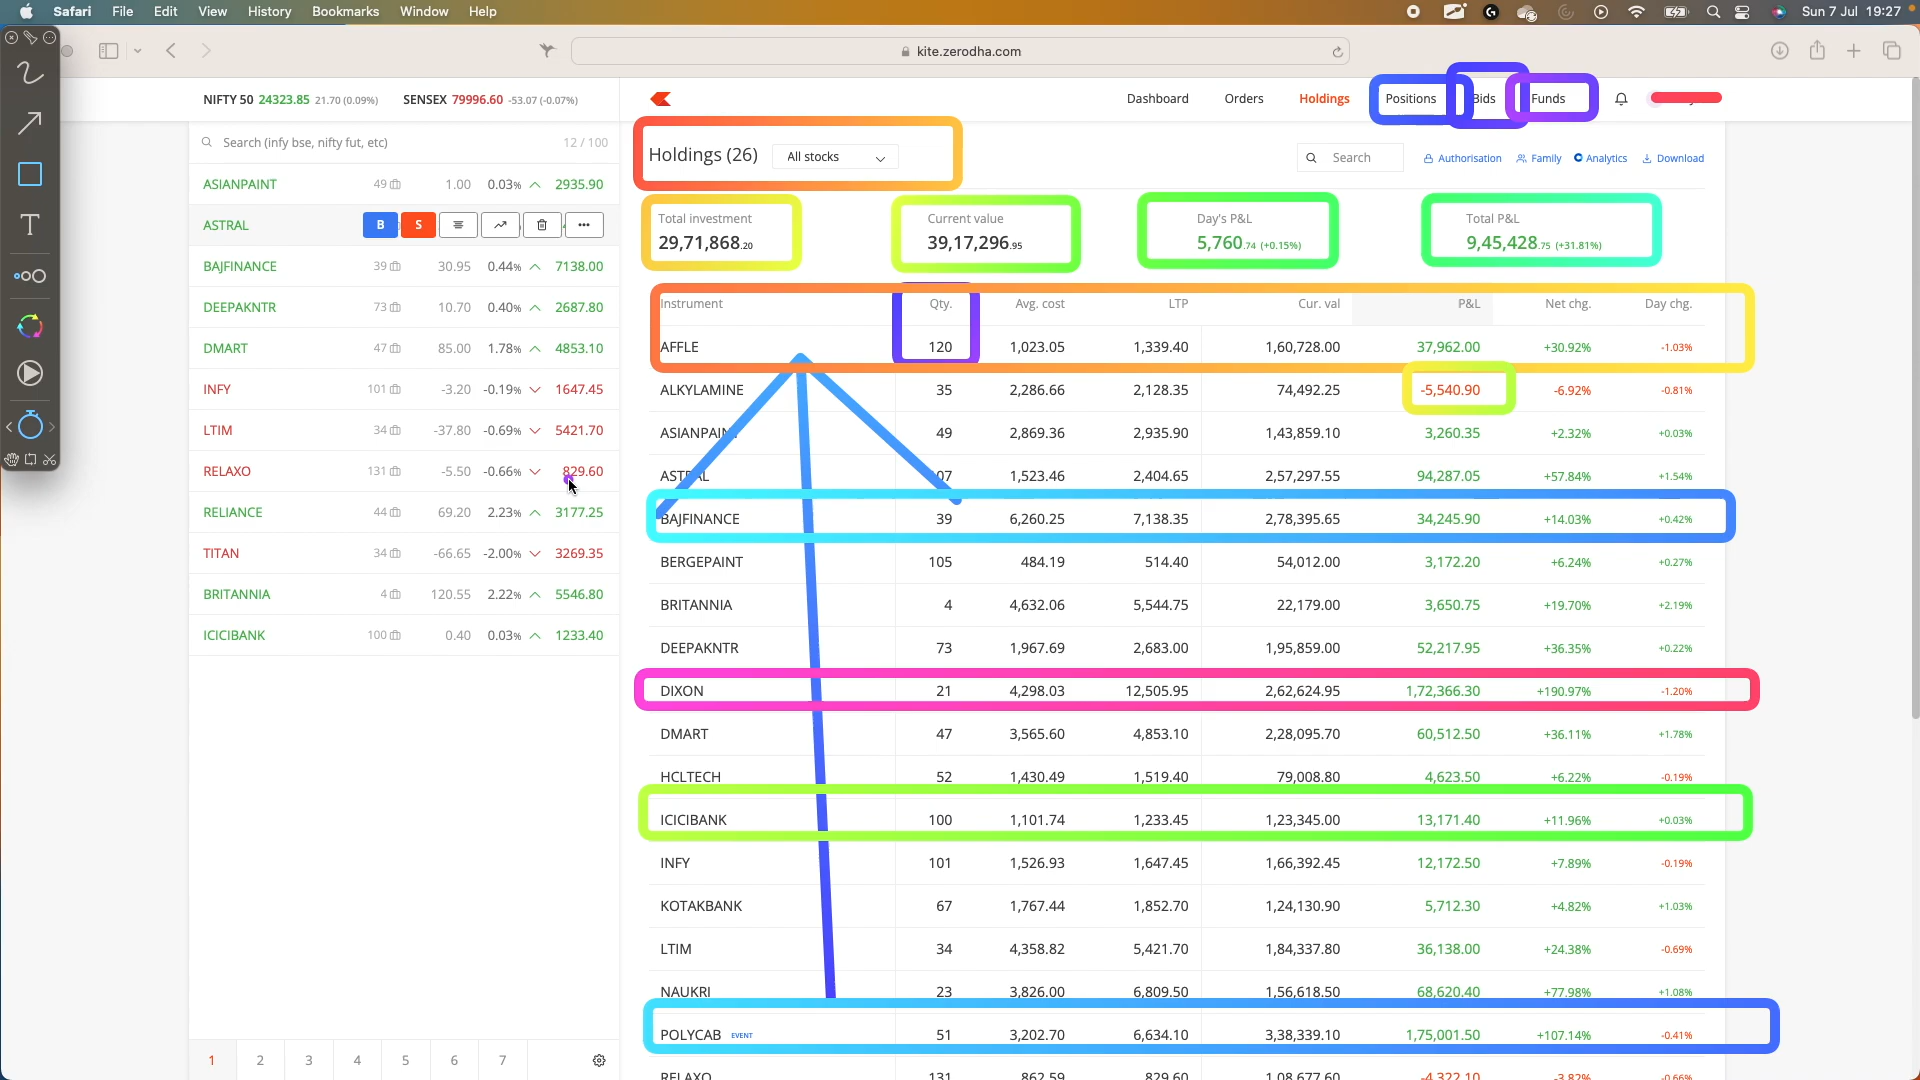 Safari File Edit View History Bookmarks Window Help Sun 7 Jul 19:27
kite.zerodha.com
NIFTY 50 24323.85 21.70 (0.09%) SENSEX 79996.60 -53.07 (-0.07%)
Dashboard Orders Holdings Positions Bids Funds
Search (infy bse, nifty fut, etc) 12 / 100
ASIANPAINT 49 1.00 0.03% 2935.90
ASTRAL B S
BAJFINANCE 39 30.95 0.44% 7138.00
DEEPAKNTR 73 10.70 0.40% 2687.80
DMART 47 85.00 1.78% 4853.10
INFY 101 -3.20 -0.19% 1647.45
LTIM 34 -37.80 -0.69% 5421.70
RELAXO 131 -5.50 -0.66% 829.60
RELIANCE 44 69.20 2.23% 3177.25
TITAN 34 -66.65 -2.00% 3269.35
BRITANNIA 4 120.55 2.22% 5546.80
ICICIBANK 100 0.40 0.03% 1233.40
1 2 3 4 5 6 7
Holdings (26) All stocks Search Authorisation Family Analytics Download
Total investment Current value Day's P&L Total P&L
29,71,868.20 39,17,296.95 5,760.74 (+0.15%) 9,45,428.75 (+31.81%)
Instrument Qty. Avg. cost LTP Cur. val P&L Net chg. Day chg.
AFFLE 120 1,023.05 1,339.40 1,60,728.00 37,962.00 +30.92% -1.03%
ALKYLAMINE 35 2,286.66 2,128.35 74,492.25 -5,540.90 -6.92% -0.81%
ASIANPAINT 49 2,869.36 2,935.90 1,43,859.10 3,260.35 +2.32% +0.03%
ASTRAL 107 1,523.46 2,404.65 2,57,297.55 94,287.05 +57.84% +1.54%
BAJFINANCE 39 6,260.25 7,138.35 2,78,395.65 34,245.90 +14.03% +0.42%
BERGEPAINT 105 484.19 514.40 54,012.00 3,172.20 +6.24% +0.27%
BRITANNIA 4 4,632.06 5,544.75 22,179.00 3,650.75 +19.70% +2.19%
DEEPAKNTR 73 1,967.69 2,683.00 1,95,859.00 52,217.95 +36.35% +0.22%
DIXON 21 4,298.03 12,505.95 2,62,624.95 1,72,366.30 +190.97% -1.20%
DMART 47 3,565.60 4,853.10 2,28,095.70 60,512.50 +36.11% +1.78%
HCLTECH 52 1,430.49 1,519.40 79,008.80 4,623.50 +6.22% -0.19%
ICICIBANK 100 1,101.74 1,233.45 1,23,345.00 13,171.40 +11.96% +0.03%
INFY 101 1,526.93 1,647.45 1,66,392.45 12,172.50 +7.89% -0.19%
KOTAKBANK 67 1,767.44 1,852.70 1,24,130.90 5,712.30 +4.82% +1.03%
LTIM 34 4,358.82 5,421.70 1,84,337.80 36,138.00 +24.38% -0.69%
NAUKRI 23 3,826.00 6,809.50 1,56,618.50 68,620.40 +77.98% +1.08%
POLYCAB EVENT 51 3,202.70 6,634.10 3,38,339.10 1,75,001.50 +107.14% -0.41%
RELAXO 131 862.59 829.60 1,08,677.60 -4,322.10 -3.82% -0.66%